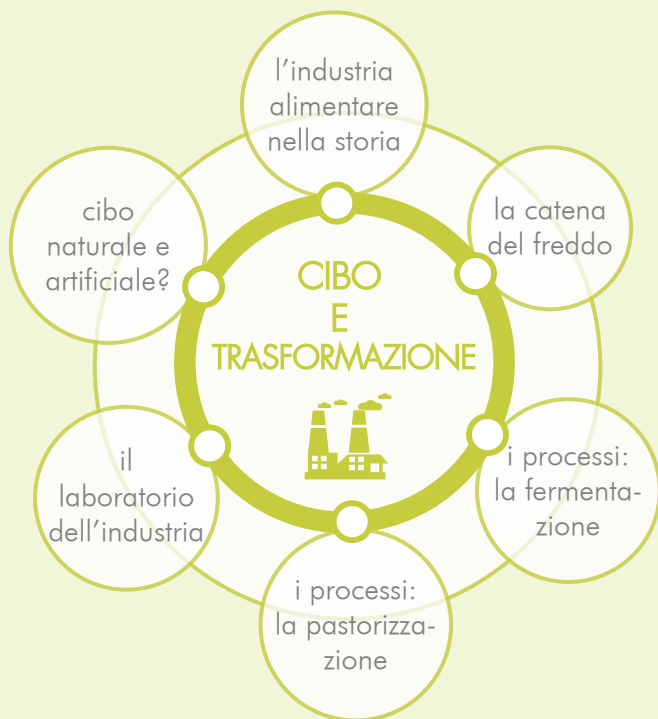 l'industria
alimentare
nella storia
la catena
del freddo
cibo
naturale e
artificiale?
CIBO
E
TRASFORMAZIONE
i processi:
la fermenta-
zione
il
laboratorio
dell'industria
i processi:
la pastorizza-
zione